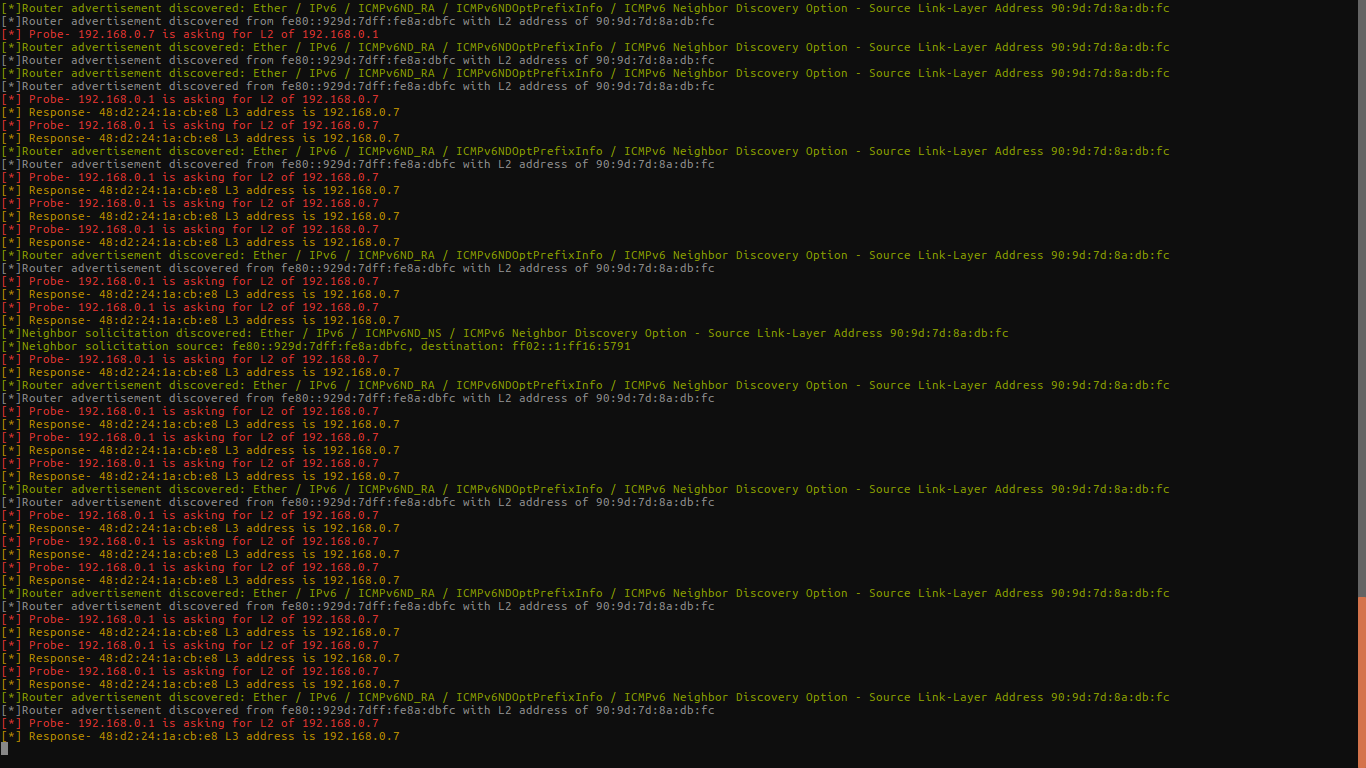 [*]Router advertisement discovered: Ether / IPv6 / ICMPv6ND_RA / ICMPv6NDOptPrefixInfo / ICMPv6 Neighbor Discovery Option - Source Link-Layer Address 90:9d:7d:8a:db:fc
[*]Router advertisement discovered from fe80::929d:7dff:fe8a:dbfc with L2 address of 90:9d:7d:8a:db:fc
[*] Probe- 192.168.0.7 is asking for L2 of 192.168.0.1
[*]Router advertisement discovered: Ether / IPv6 / ICMPv6ND_RA / ICMPv6NDOptPrefixInfo / ICMPv6 Neighbor Discovery Option - Source Link-Layer Address 90:9d:7d:8a:db:fc
[*]Router advertisement discovered from fe80::929d:7dff:fe8a:dbfc with L2 address of 90:9d:7d:8a:db:fc
[*]Router advertisement discovered: Ether / IPv6 / ICMPv6ND_RA / ICMPv6NDOptPrefixInfo / ICMPv6 Neighbor Discovery Option - Source Link-Layer Address 90:9d:7d:8a:db:fc
[*]Router advertisement discovered from fe80::929d:7dff:fe8a:dbfc with L2 address of 90:9d:7d:8a:db:fc
[*] Probe- 192.168.0.1 is asking for L2 of 192.168.0.7
[*] Response- 48:d2:24:1a:cb:e8 L3 address is 192.168.0.7
[*] Probe- 192.168.0.1 is asking for L2 of 192.168.0.7
[*] Response- 48:d2:24:1a:cb:e8 L3 address is 192.168.0.7
[*]Router advertisement discovered: Ether / IPv6 / ICMPv6ND_RA / ICMPv6NDOptPrefixInfo / ICMPv6 Neighbor Discovery Option - Source Link-Layer Address 90:9d:7d:8a:db:fc
[*]Router advertisement discovered from fe80::929d:7dff:fe8a:dbfc with L2 address of 90:9d:7d:8a:db:fc
[*] Probe- 192.168.0.1 is asking for L2 of 192.168.0.7
[*] Response- 48:d2:24:1a:cb:e8 L3 address is 192.168.0.7
[*] Probe- 192.168.0.1 is asking for L2 of 192.168.0.7
[*] Response- 48:d2:24:1a:cb:e8 L3 address is 192.168.0.7
[*] Probe- 192.168.0.1 is asking for L2 of 192.168.0.7
[*] Response- 48:d2:24:1a:cb:e8 L3 address is 192.168.0.7
[*]Router advertisement discovered: Ether / IPv6 / ICMPv6ND_RA / ICMPv6NDOptPrefixInfo / ICMPv6 Neighbor Discovery Option - Source Link-Layer Address 90:9d:7d:8a:db:fc
[*]Router advertisement discovered from fe80::929d:7dff:fe8a:dbfc with L2 address of 90:9d:7d:8a:db:fc
[*] Probe- 192.168.0.1 is asking for L2 of 192.168.0.7
[*] Response- 48:d2:24:1a:cb:e8 L3 address is 192.168.0.7
[*] Probe- 192.168.0.1 is asking for L2 of 192.168.0.7
[*] Response- 48:d2:24:1a:cb:e8 L3 address is 192.168.0.7
[*]Neighbor solicitation discovered: Ether / IPv6 / ICMPv6ND_NS / ICMPv6 Neighbor Discovery Option - Source Link-Layer Address 90:9d:7d:8a:db:fc
[*]Neighbor solicitation source: fe80::929d:7dff:fe8a:dbfc, destination: ff02::1:ff16:5791
[*] Probe- 192.168.0.1 is asking for L2 of 192.168.0.7
[*] Response- 48:d2:24:1a:cb:e8 L3 address is 192.168.0.7
[*]Router advertisement discovered: Ether / IPv6 / ICMPv6ND_RA / ICMPv6NDOptPrefixInfo / ICMPv6 Neighbor Discovery Option - Source Link-Layer Address 90:9d:7d:8a:db:fc
[*]Router advertisement discovered from fe80::929d:7dff:fe8a:dbfc with L2 address of 90:9d:7d:8a:db:fc
[*] Probe- 192.168.0.1 is asking for L2 of 192.168.0.7
[*] Response- 48:d2:24:1a:cb:e8 L3 address is 192.168.0.7
[*] Probe- 192.168.0.1 is asking for L2 of 192.168.0.7
[*] Response- 48:d2:24:1a:cb:e8 L3 address is 192.168.0.7
[*] Probe- 192.168.0.1 is asking for L2 of 192.168.0.7
[*] Response- 48:d2:24:1a:cb:e8 L3 address is 192.168.0.7
[*]Router advertisement discovered: Ether / IPv6 / ICMPv6ND_RA / ICMPv6NDOptPrefixInfo / ICMPv6 Neighbor Discovery Option - Source Link-Layer Address 90:9d:7d:8a:db:fc
[*]Router advertisement discovered from fe80::929d:7dff:fe8a:dbfc with L2 address of 90:9d:7d:8a:db:fc
[*] Probe- 192.168.0.1 is asking for L2 of 192.168.0.7
[*] Response- 48:d2:24:1a:cb:e8 L3 address is 192.168.0.7
[*] Probe- 192.168.0.1 is asking for L2 of 192.168.0.7
[*] Response- 48:d2:24:1a:cb:e8 L3 address is 192.168.0.7
[*] Probe- 192.168.0.1 is asking for L2 of 192.168.0.7
[*] Response- 48:d2:24:1a:cb:e8 L3 address is 192.168.0.7
[*]Router advertisement discovered: Ether / IPv6 / ICMPv6ND_RA / ICMPv6NDOptPrefixInfo / ICMPv6 Neighbor Discovery Option - Source Link-Layer Address 90:9d:7d:8a:db:fc
[*]Router advertisement discovered from fe80::929d:7dff:fe8a:dbfc with L2 address of 90:9d:7d:8a:db:fc
[*] Probe- 192.168.0.1 is asking for L2 of 192.168.0.7
[*] Response- 48:d2:24:1a:cb:e8 L3 address is 192.168.0.7
[*] Probe- 192.168.0.1 is asking for L2 of 192.168.0.7
[*] Response- 48:d2:24:1a:cb:e8 L3 address is 192.168.0.7
[*] Probe- 192.168.0.1 is asking for L2 of 192.168.0.7
[*] Response- 48:d2:24:1a:cb:e8 L3 address is 192.168.0.7
[*]Router advertisement discovered: Ether / IPv6 / ICMPv6ND_RA / ICMPv6NDOptPrefixInfo / ICMPv6 Neighbor Discovery Option - Source Link-Layer Address 90:9d:7d:8a:db:fc
[*]Router advertisement discovered from fe80::929d:7dff:fe8a:dbfc with L2 address of 90:9d:7d:8a:db:fc
[*] Probe- 192.168.0.1 is asking for L2 of 192.168.0.7
[*] Response- 48:d2:24:1a:cb:e8 L3 address is 192.168.0.7